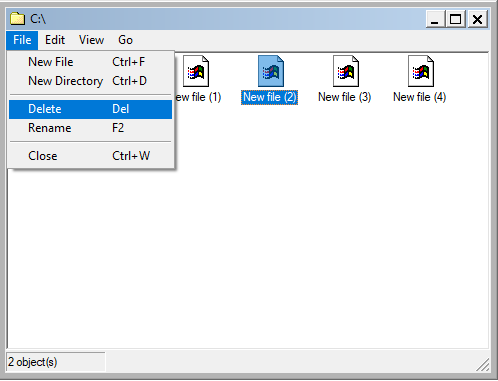 C:\
File Edit View Go
New File Ctrl+F
New Directory Ctrl+D
Delete Del
Rename F2
Close Ctrl+W
ew file (1) New file (2) New file (3) New file (4)
2 object(s)